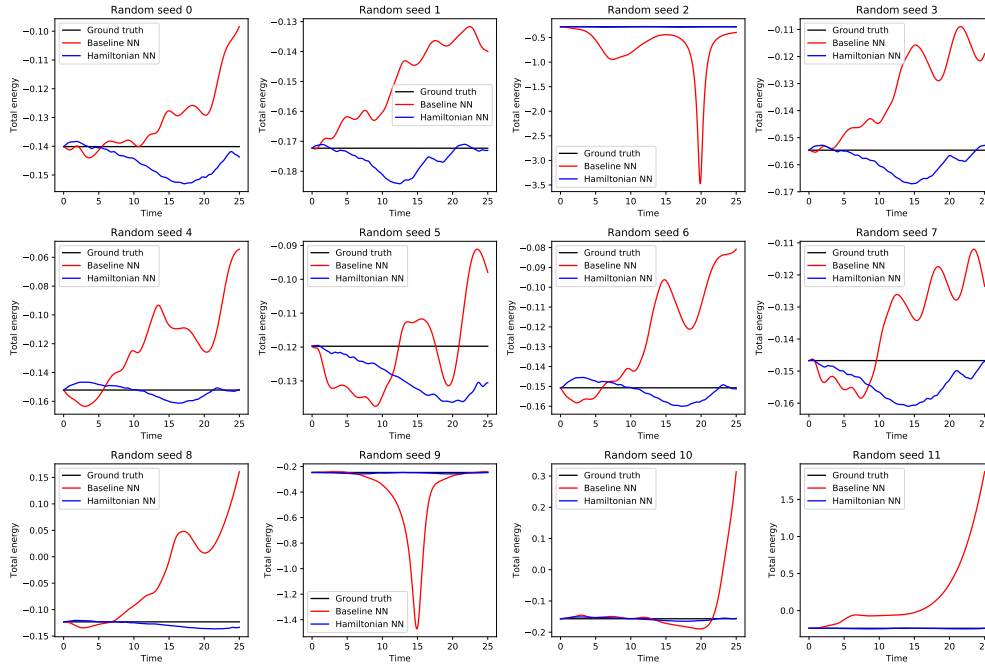 Random seed 0
Total energy
−0.10
−0.11
−0.12
−0.13
−0.14
−0.15
Ground truth
Baseline NN
Hamiltonian NN
0 5 10 15 20 25
Time
Random seed 1
Total energy
−0.13
−0.14
−0.15
−0.16
−0.17
−0.18
Ground truth
Baseline NN
Hamiltonian NN
0 5 10 15 20 25
Time
Random seed 2
Total energy
−0.5
−1.0
−1.5
−2.0
−2.5
−3.0
−3.5
Ground truth
Baseline NN
Hamiltonian NN
0 5 10 15 20 25
Time
Random seed 3
Total energy
−0.11
−0.12
−0.13
−0.14
−0.15
−0.16
−0.17
Ground truth
Baseline NN
Hamiltonian NN
0 5 10 15 20 25
Time
Random seed 4
Total energy
−0.06
−0.08
−0.10
−0.12
−0.14
−0.16
Ground truth
Baseline NN
Hamiltonian NN
0 5 10 15 20 25
Time
Random seed 5
Total energy
−0.09
−0.10
−0.11
−0.12
−0.13
Ground truth
Baseline NN
Hamiltonian NN
0 5 10 15 20 25
Time
Random seed 6
Total energy
−0.08
−0.09
−0.10
−0.11
−0.12
−0.13
−0.14
−0.15
−0.16
Ground truth
Baseline NN
Hamiltonian NN
0 5 10 15 20 25
Time
Random seed 7
Total energy
−0.11
−0.12
−0.13
−0.14
−0.15
−0.16
Ground truth
Baseline NN
Hamiltonian NN
0 5 10 15 20 25
Time
Random seed 8
Total energy
0.15
0.10
0.05
0.00
−0.05
−0.10
−0.15
Ground truth
Baseline NN
Hamiltonian NN
0 5 10 15 20 25
Time
Random seed 9
Total energy
−0.2
−0.4
−0.6
−0.8
−1.0
−1.2
−1.4
Ground truth
Baseline NN
Hamiltonian NN
0 5 10 15 20 25
Time
Random seed 10
Total energy
0.3
0.2
0.1
0.0
−0.1
−0.2
Ground truth
Baseline NN
Hamiltonian NN
0 5 10 15 20 25
Time
Random seed 11
Total energy
1.5
1.0
0.5
0.0
Ground truth
Baseline NN
Hamiltonian NN
0 5 10 15 20 25
Time